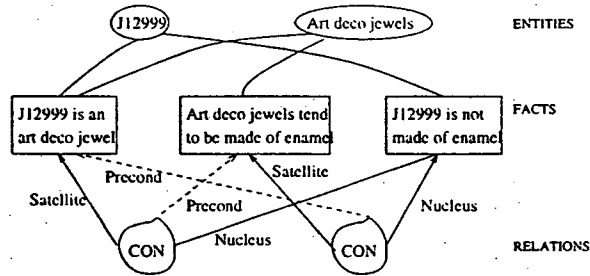 J12999
Art deco jewels
ENTITIES
J12999 is an
art deco jewel
Art deco jewels tend
to be made of enamel
J12999 is not
made of enamel
FACTS
Precond
Satellite
Satellite
Precond
Nucleus
Nucleus
CON
CON
RELATIONS